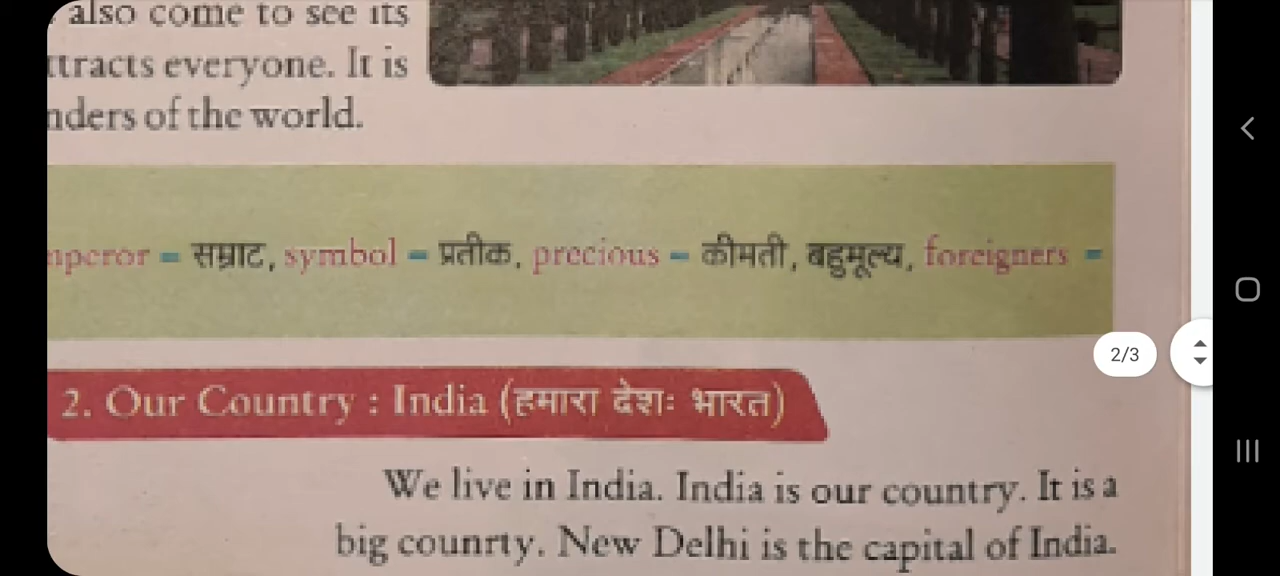 also come to see its
ttracts everyone. It is
nders of the world.
mperor = सम्राट, symbol = प्रतीक, precious = कीमती, बहुमूल्य, foreigners =
2. Our Country : India (हमारा देशः भारत)
We live in India. India is our country. It is a
big counrty. New Delhi is the capital of India.
2/3